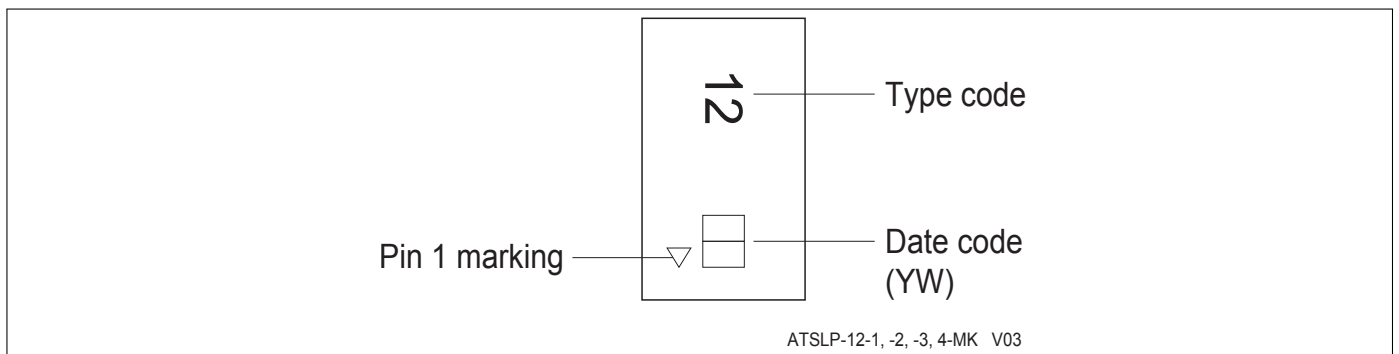 12
Type code
Pin 1 marking
Date code
(YW)
ATSLP-12-1, -2, -3, 4-MK V03